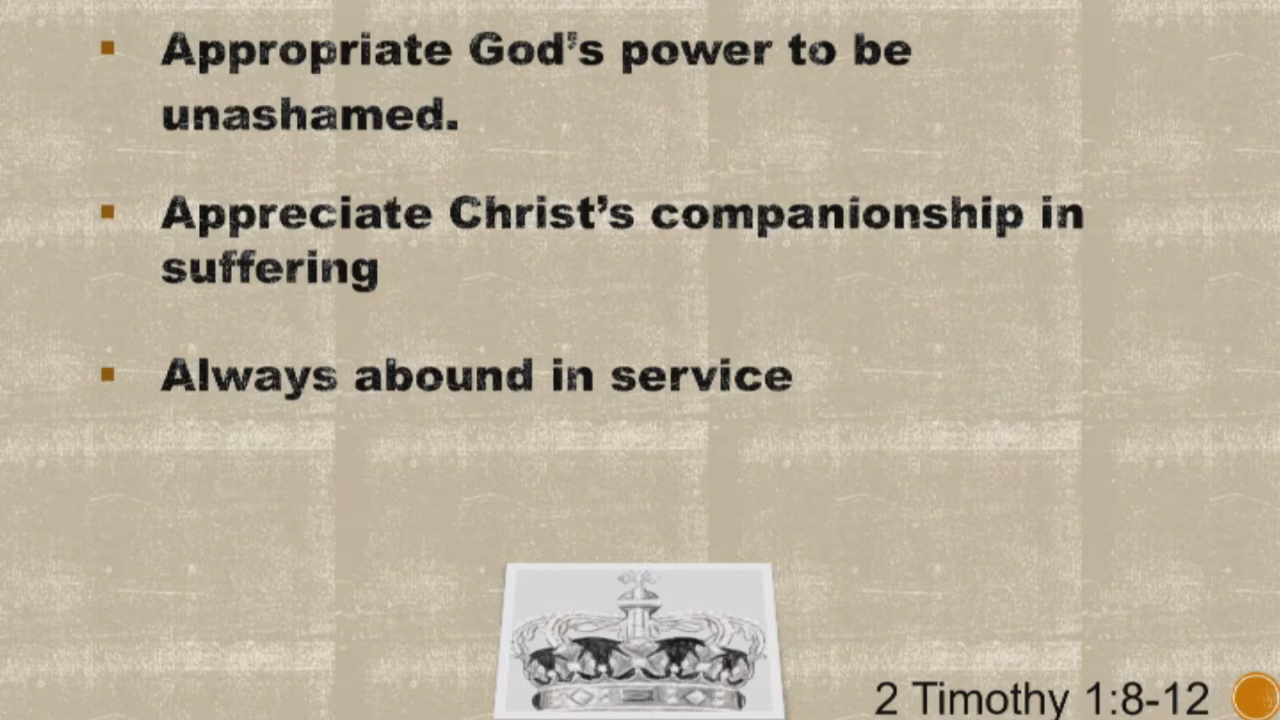 Appropriate God's power to be
unashamed.
Appreciate Christ’s companionship in
suffering
Always abound in service
2 Timothy 1:8-12